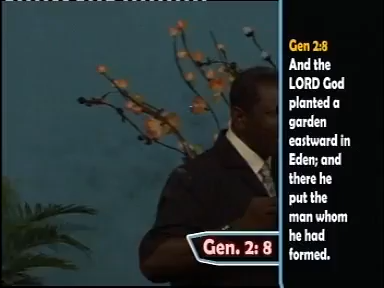 Gen 2:8
And the
LORD God
planted a
garden
eastward in
Eden; and
there he
put the
man whom
he had
formed.
Gen. 2: 8